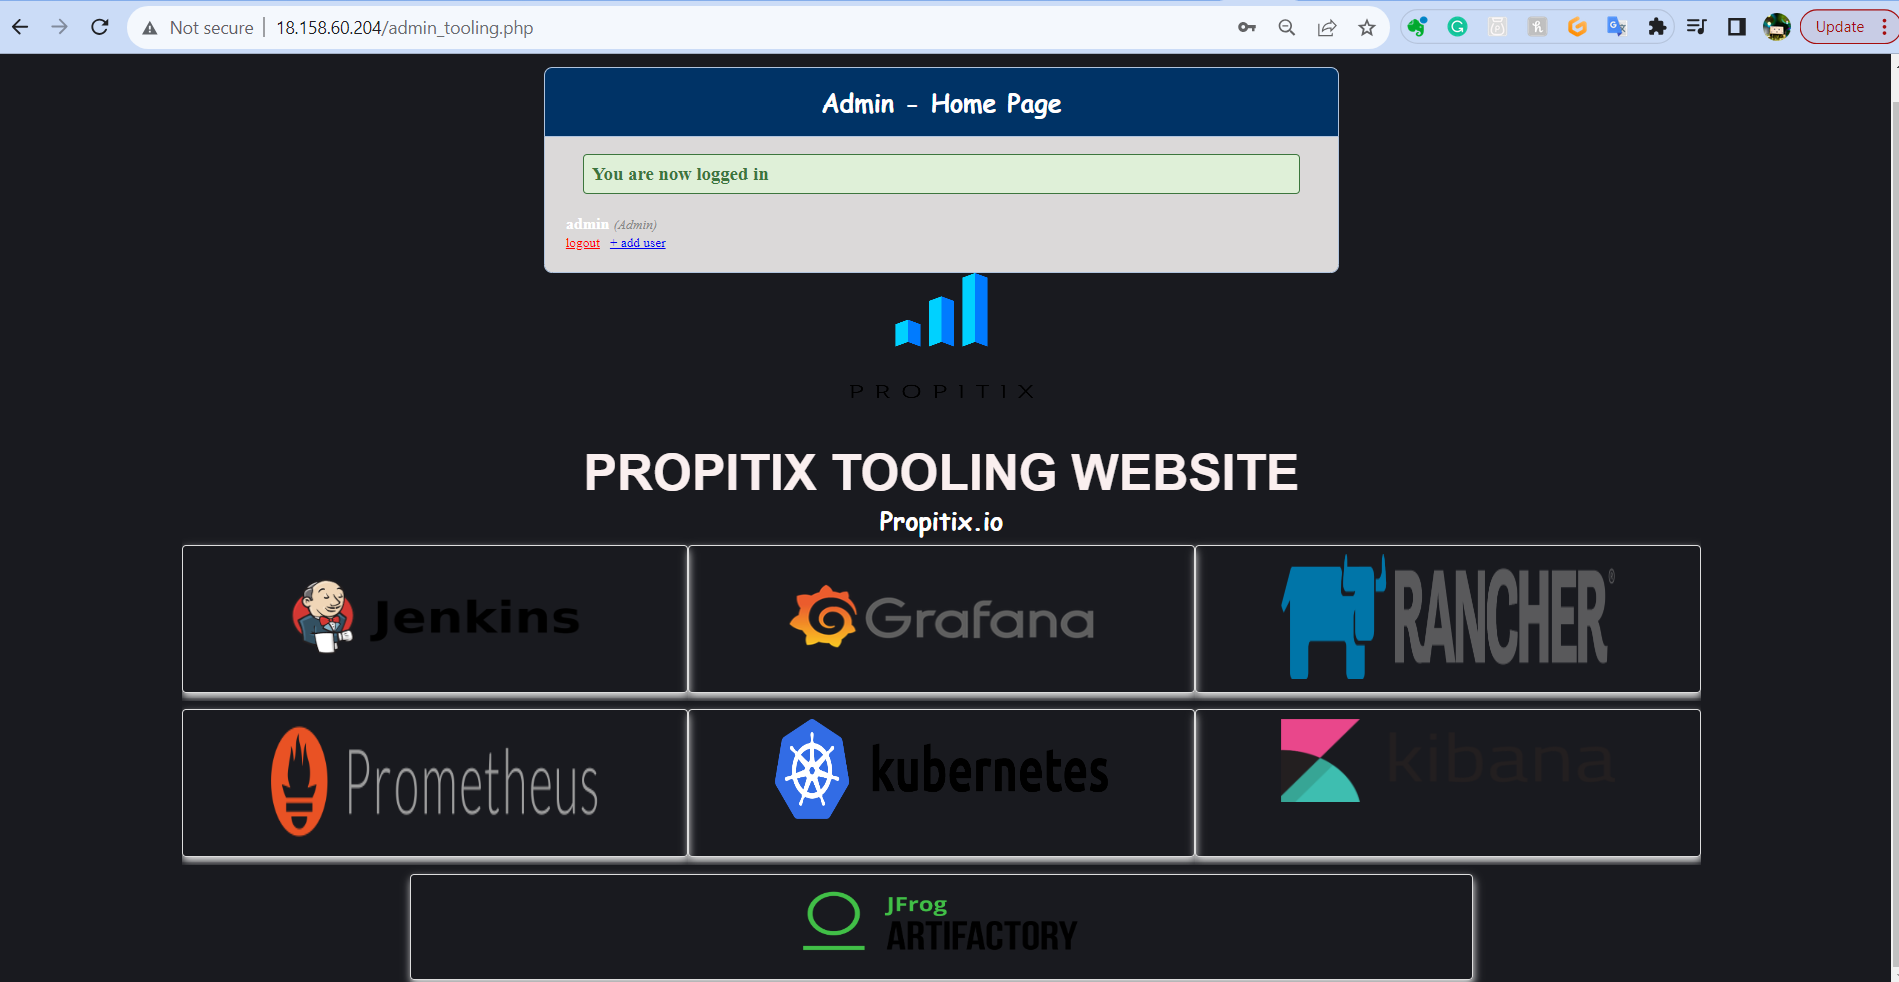 Not secure | 18.158.60.204/admin_tooling.php
Update
Admin - Home Page
You are now logged in
admin (Admin)
logout + add user
PROPITIX
PROPITIX TOOLING WEBSITE
Propitix.io
Jenkins
Grafana
RANCHER®
Prometheus
kubernetes
kibana
JFrog
ARTIFACTORY